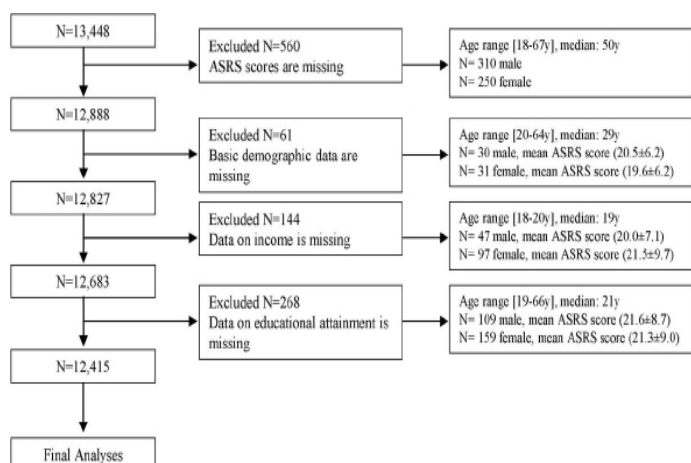 N=13,448
Excluded N=560
ASRS scores are missing
Age range [18-67y], median: 50y
N= 310 male
N= 250 female
N=12,888
Excluded N=61
Basic demographic data are
missing
Age range [20-64y], median: 29y
N= 30 male, mean ASRS score (20.5±6.2)
N= 31 female, mean ASRS score (19.6±6.2)
N=12,827
Excluded N=144
Data on income is missing
Age range [18-20y], median: 19y
N= 47 male, mean ASRS score (20.0±7.1)
N= 97 female, mean ASRS score (21.5±9.7)
N=12,683
Excluded N=268
Data on educational attainment is
missing
Age range [19-66y], median: 21y
N= 109 male, mean ASRS score (21.6±8.7)
N= 159 female, mean ASRS score (21.3±9.0)
N=12,415
Final Analyses